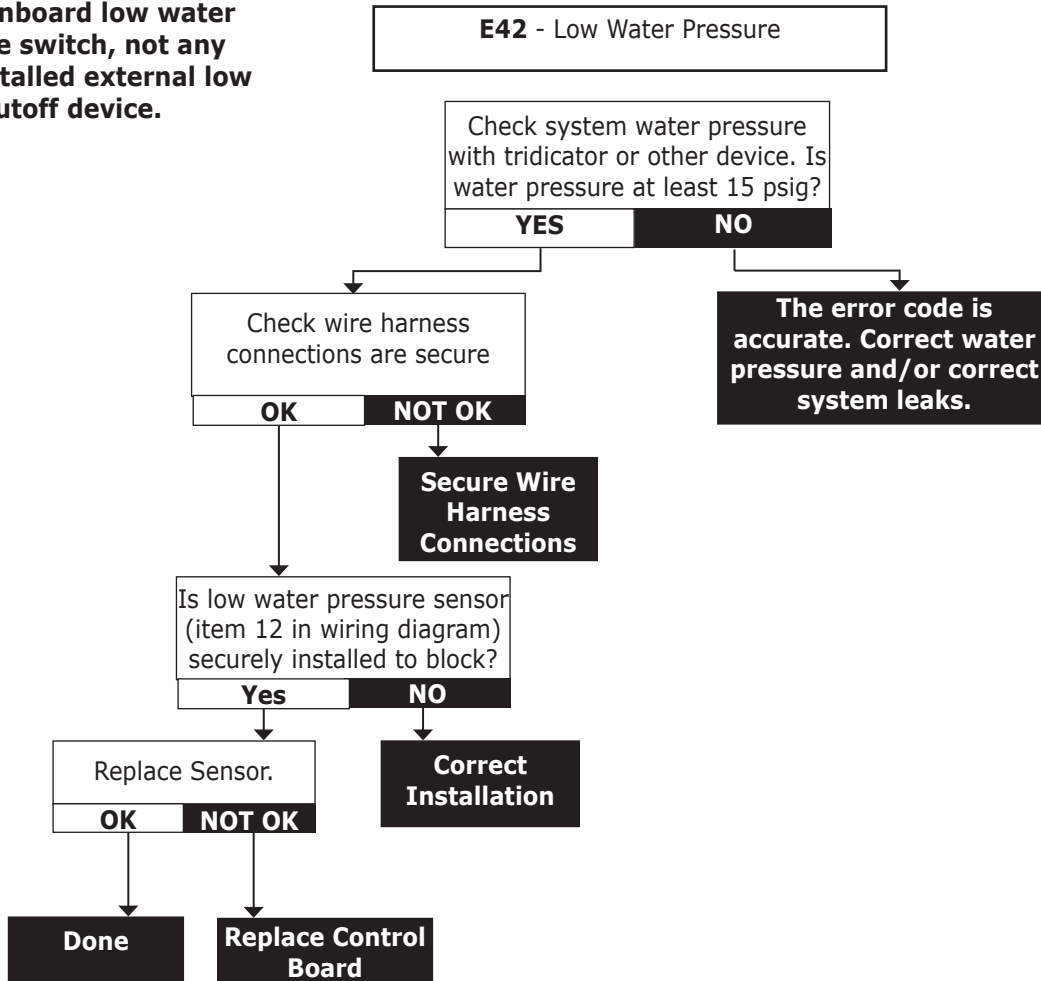 nboard low water
e switch, not any
talled external low
utoff device.
E42 - Low Water Pressure
Check system water pressure
with tridicator or other device. Is
water pressure at least 15 psig?
YES
NO
Check wire harness
connections are secure
The error code is
accurate. Correct water
pressure and/or correct
system leaks.
OK
NOT OK
Secure Wire
Harness
Connections
Is low water pressure sensor
(item 12 in wiring diagram)
securely installed to block?
Yes
NO
Replace Sensor.
Correct
Installation
OK
NOT OK
Done
Replace Control
Board